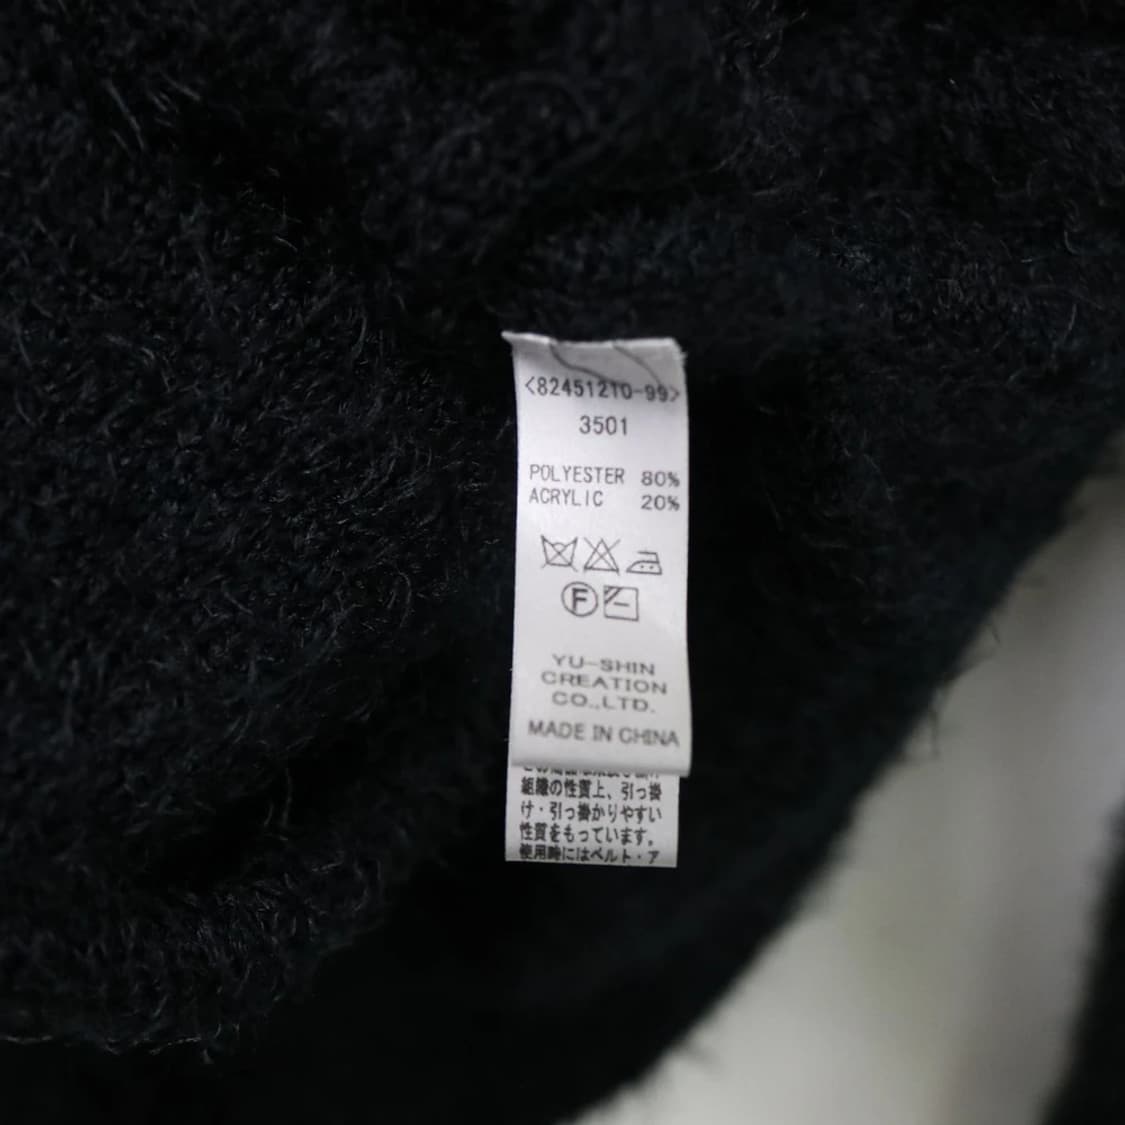 <82451210-99>
3501
POLYESTER 80%
ACRYLIC 20%
F
YU-SHIN
CREATION
CO.,LTD.
MADE IN CHINA
組織の性質上、引っ掛
け・引っ掛かりやすい
性質をもっています。
使用時にはベルト・ア